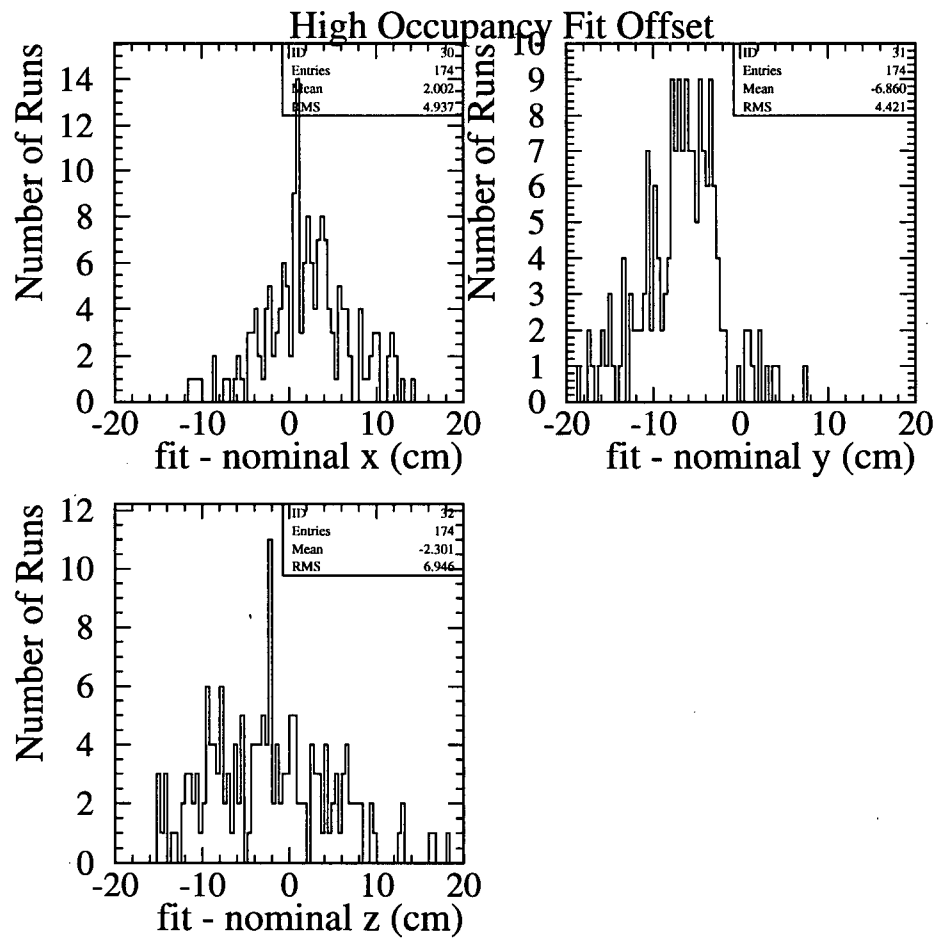 High Occupancy Fit Offset
Number of Runs
14
12
10
8
6
4
2
0
ID 30
Entries 174
Mean 2.002
RMS 4.937
-20 -10 0 10 20
fit - nominal x (cm)
Number of Runs
10
9
8
7
6
5
4
3
2
1
0
ID 31
Entries 174
Mean -6.860
RMS 4.421
-20 -10 0 10 20
fit - nominal y (cm)
Number of Runs
12
10
8
6
4
2
0
ID 32
Entries 174
Mean -2.301
RMS 6.946
-20 -10 0 10 20
fit - nominal z (cm)